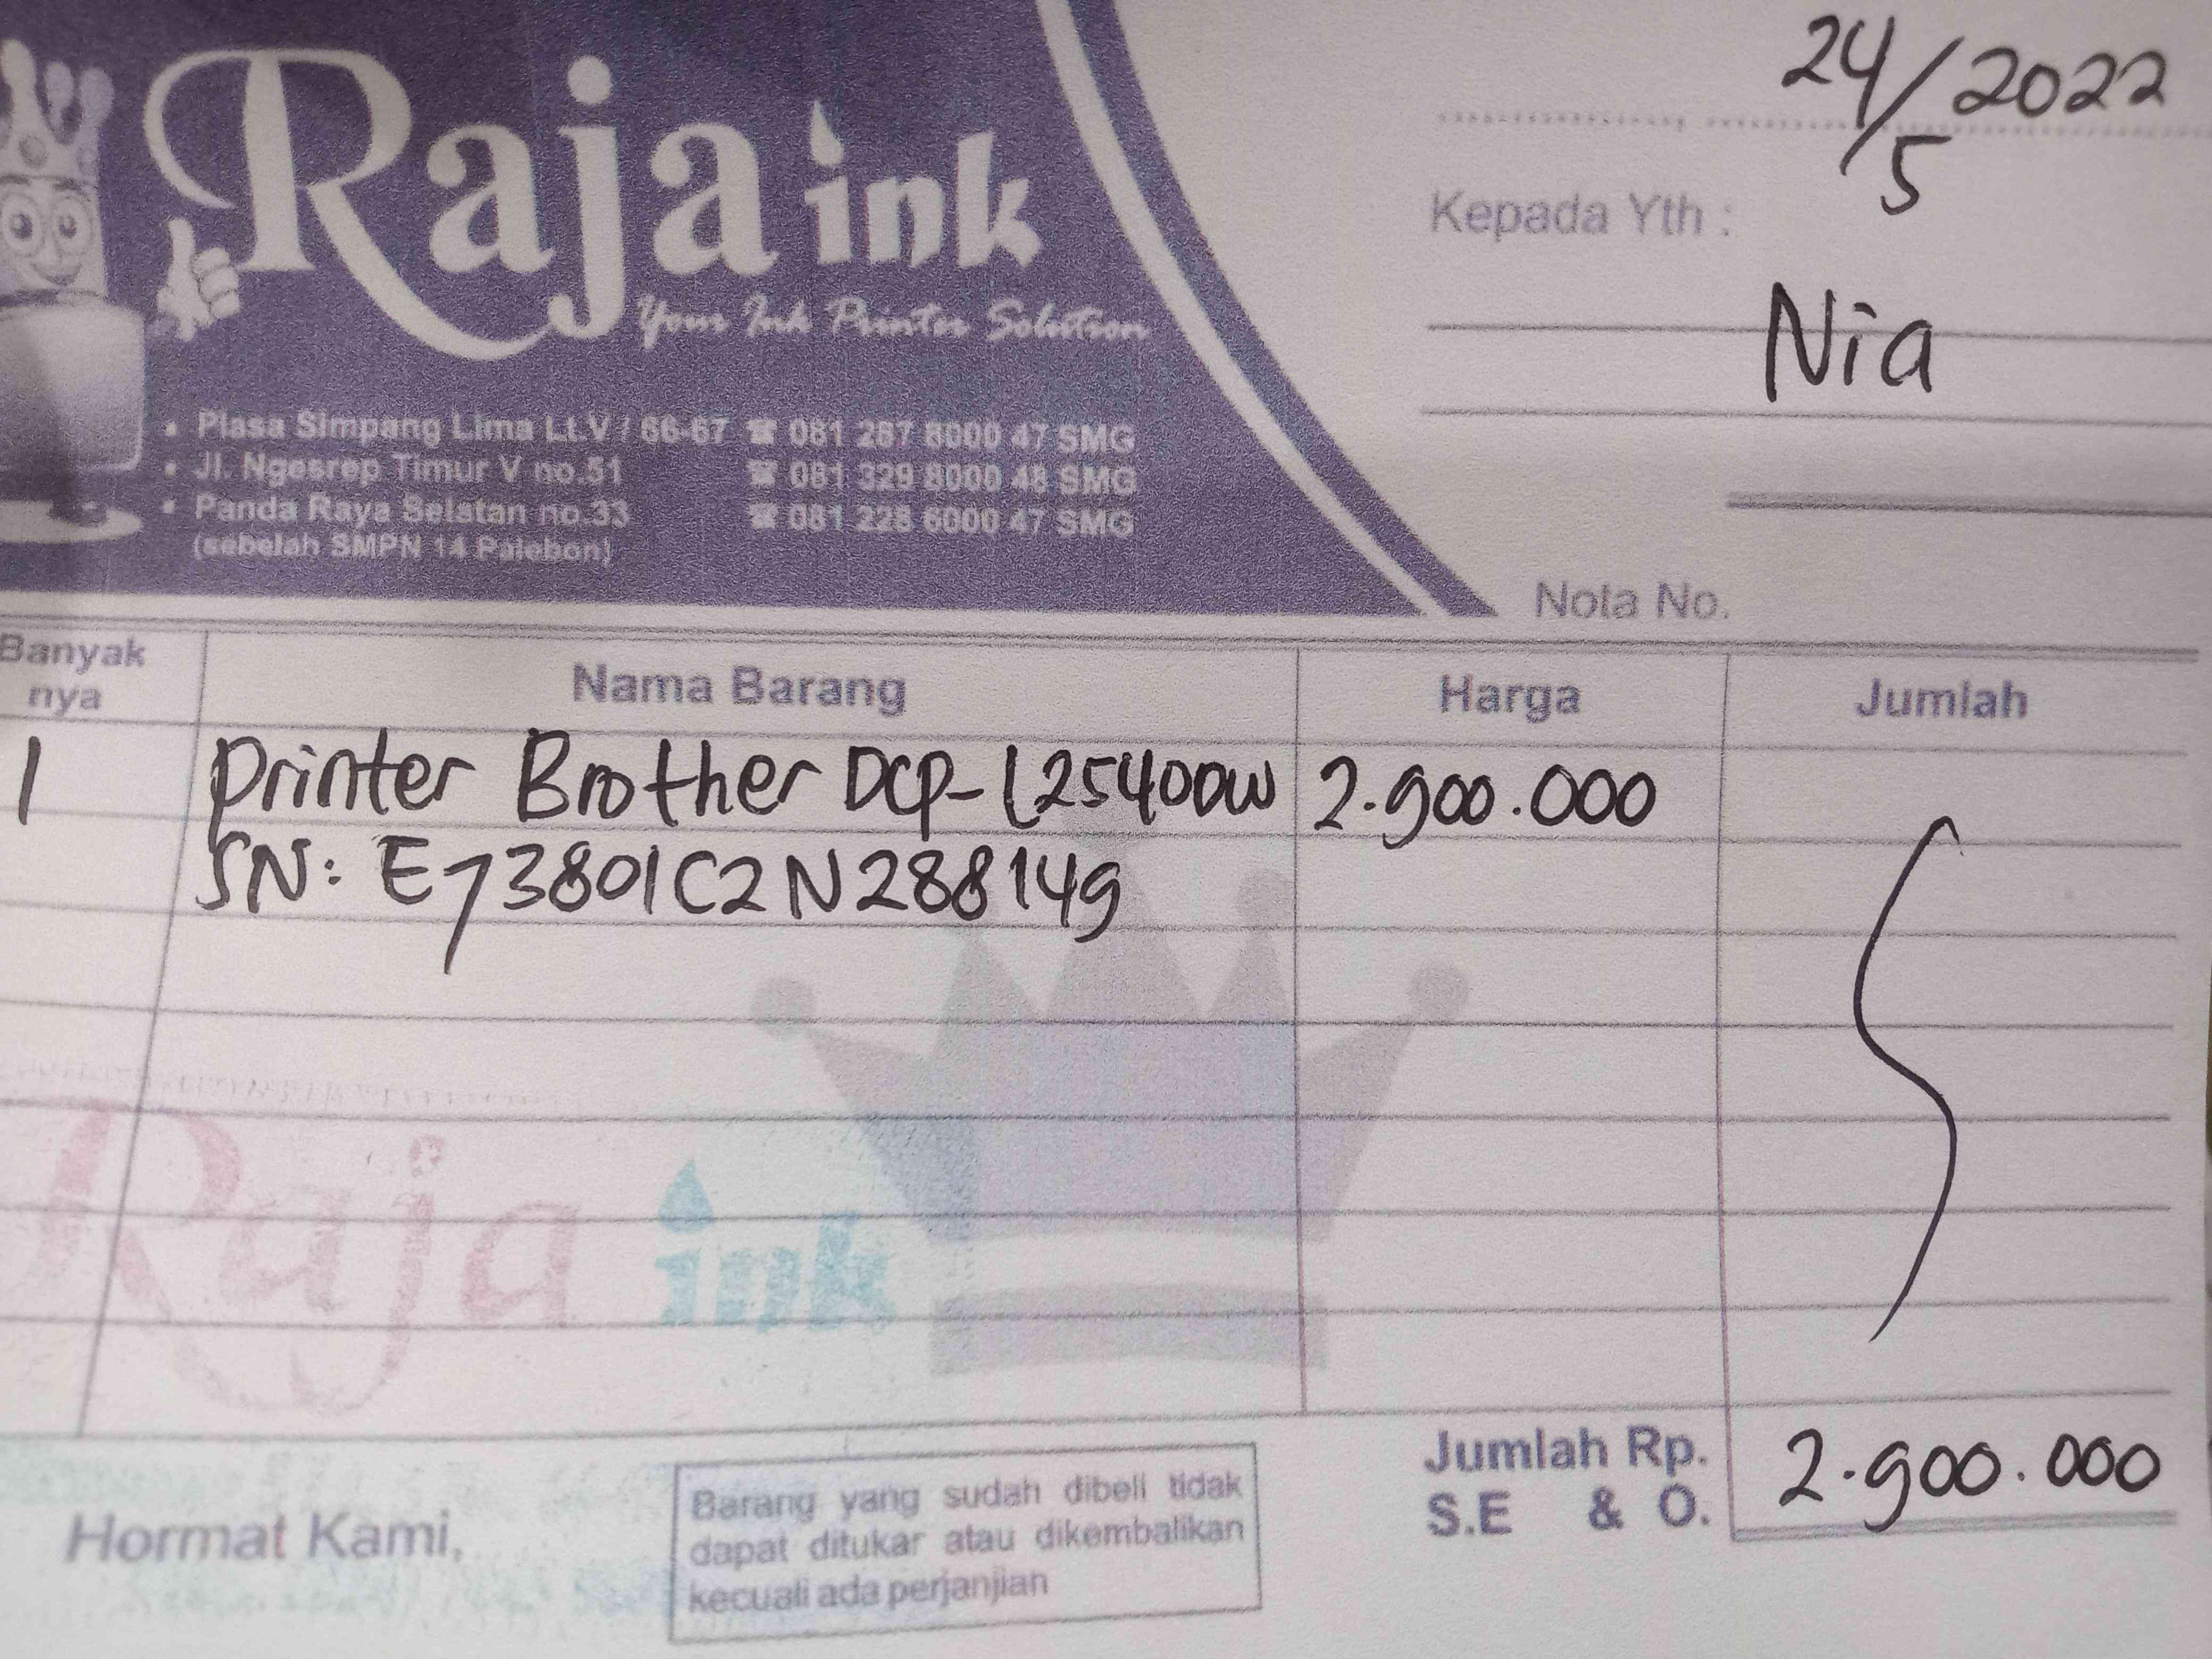 Raja ink
Your Ink Printer Solution
• Plasa Simpang Lima Lt.V / 66-67 ☎ 081 267 8000 47 SMG
• Jl. Ngesrep Timur V no.51 ☎ 081 329 8000 48 SMG
• Panda Raya Selatan no.33 ☎ 081 228 6000 47 SMG
(sebelah SMPN 14 Palebon)
24/5 2022
Kepada Yth :
Nia
Nota No.
Banyak nya Nama Barang Harga Jumlah
1 Printer Brother DCP-L2540DW 2.900.000
SN: E73801C2N288149
Raja ink
Jumlah Rp. 2.900.000
S.E & O.
Hormat Kami,
Barang yang sudah dibeli tidak
dapat ditukar atau dikembalikan
kecuali ada perjanjian